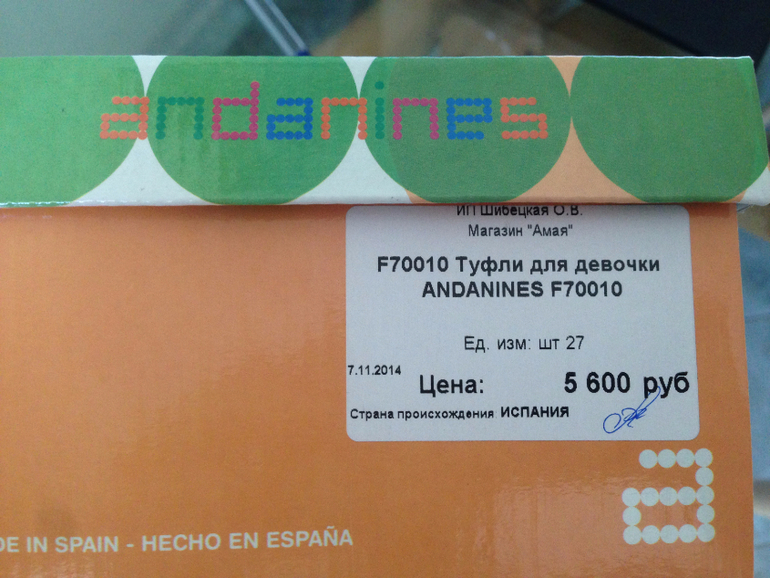 andanines
ИП Шибецкая О.В.
Магазин "Амая"
F70010 Туфли для девочки
ANDANINES F70010
Ед. изм: шт 27
7.11.2014
Цена: 5 600 руб
Страна происхождения ИСПАНИЯ
a
DE IN SPAIN - HECHO EN ESPAÑA